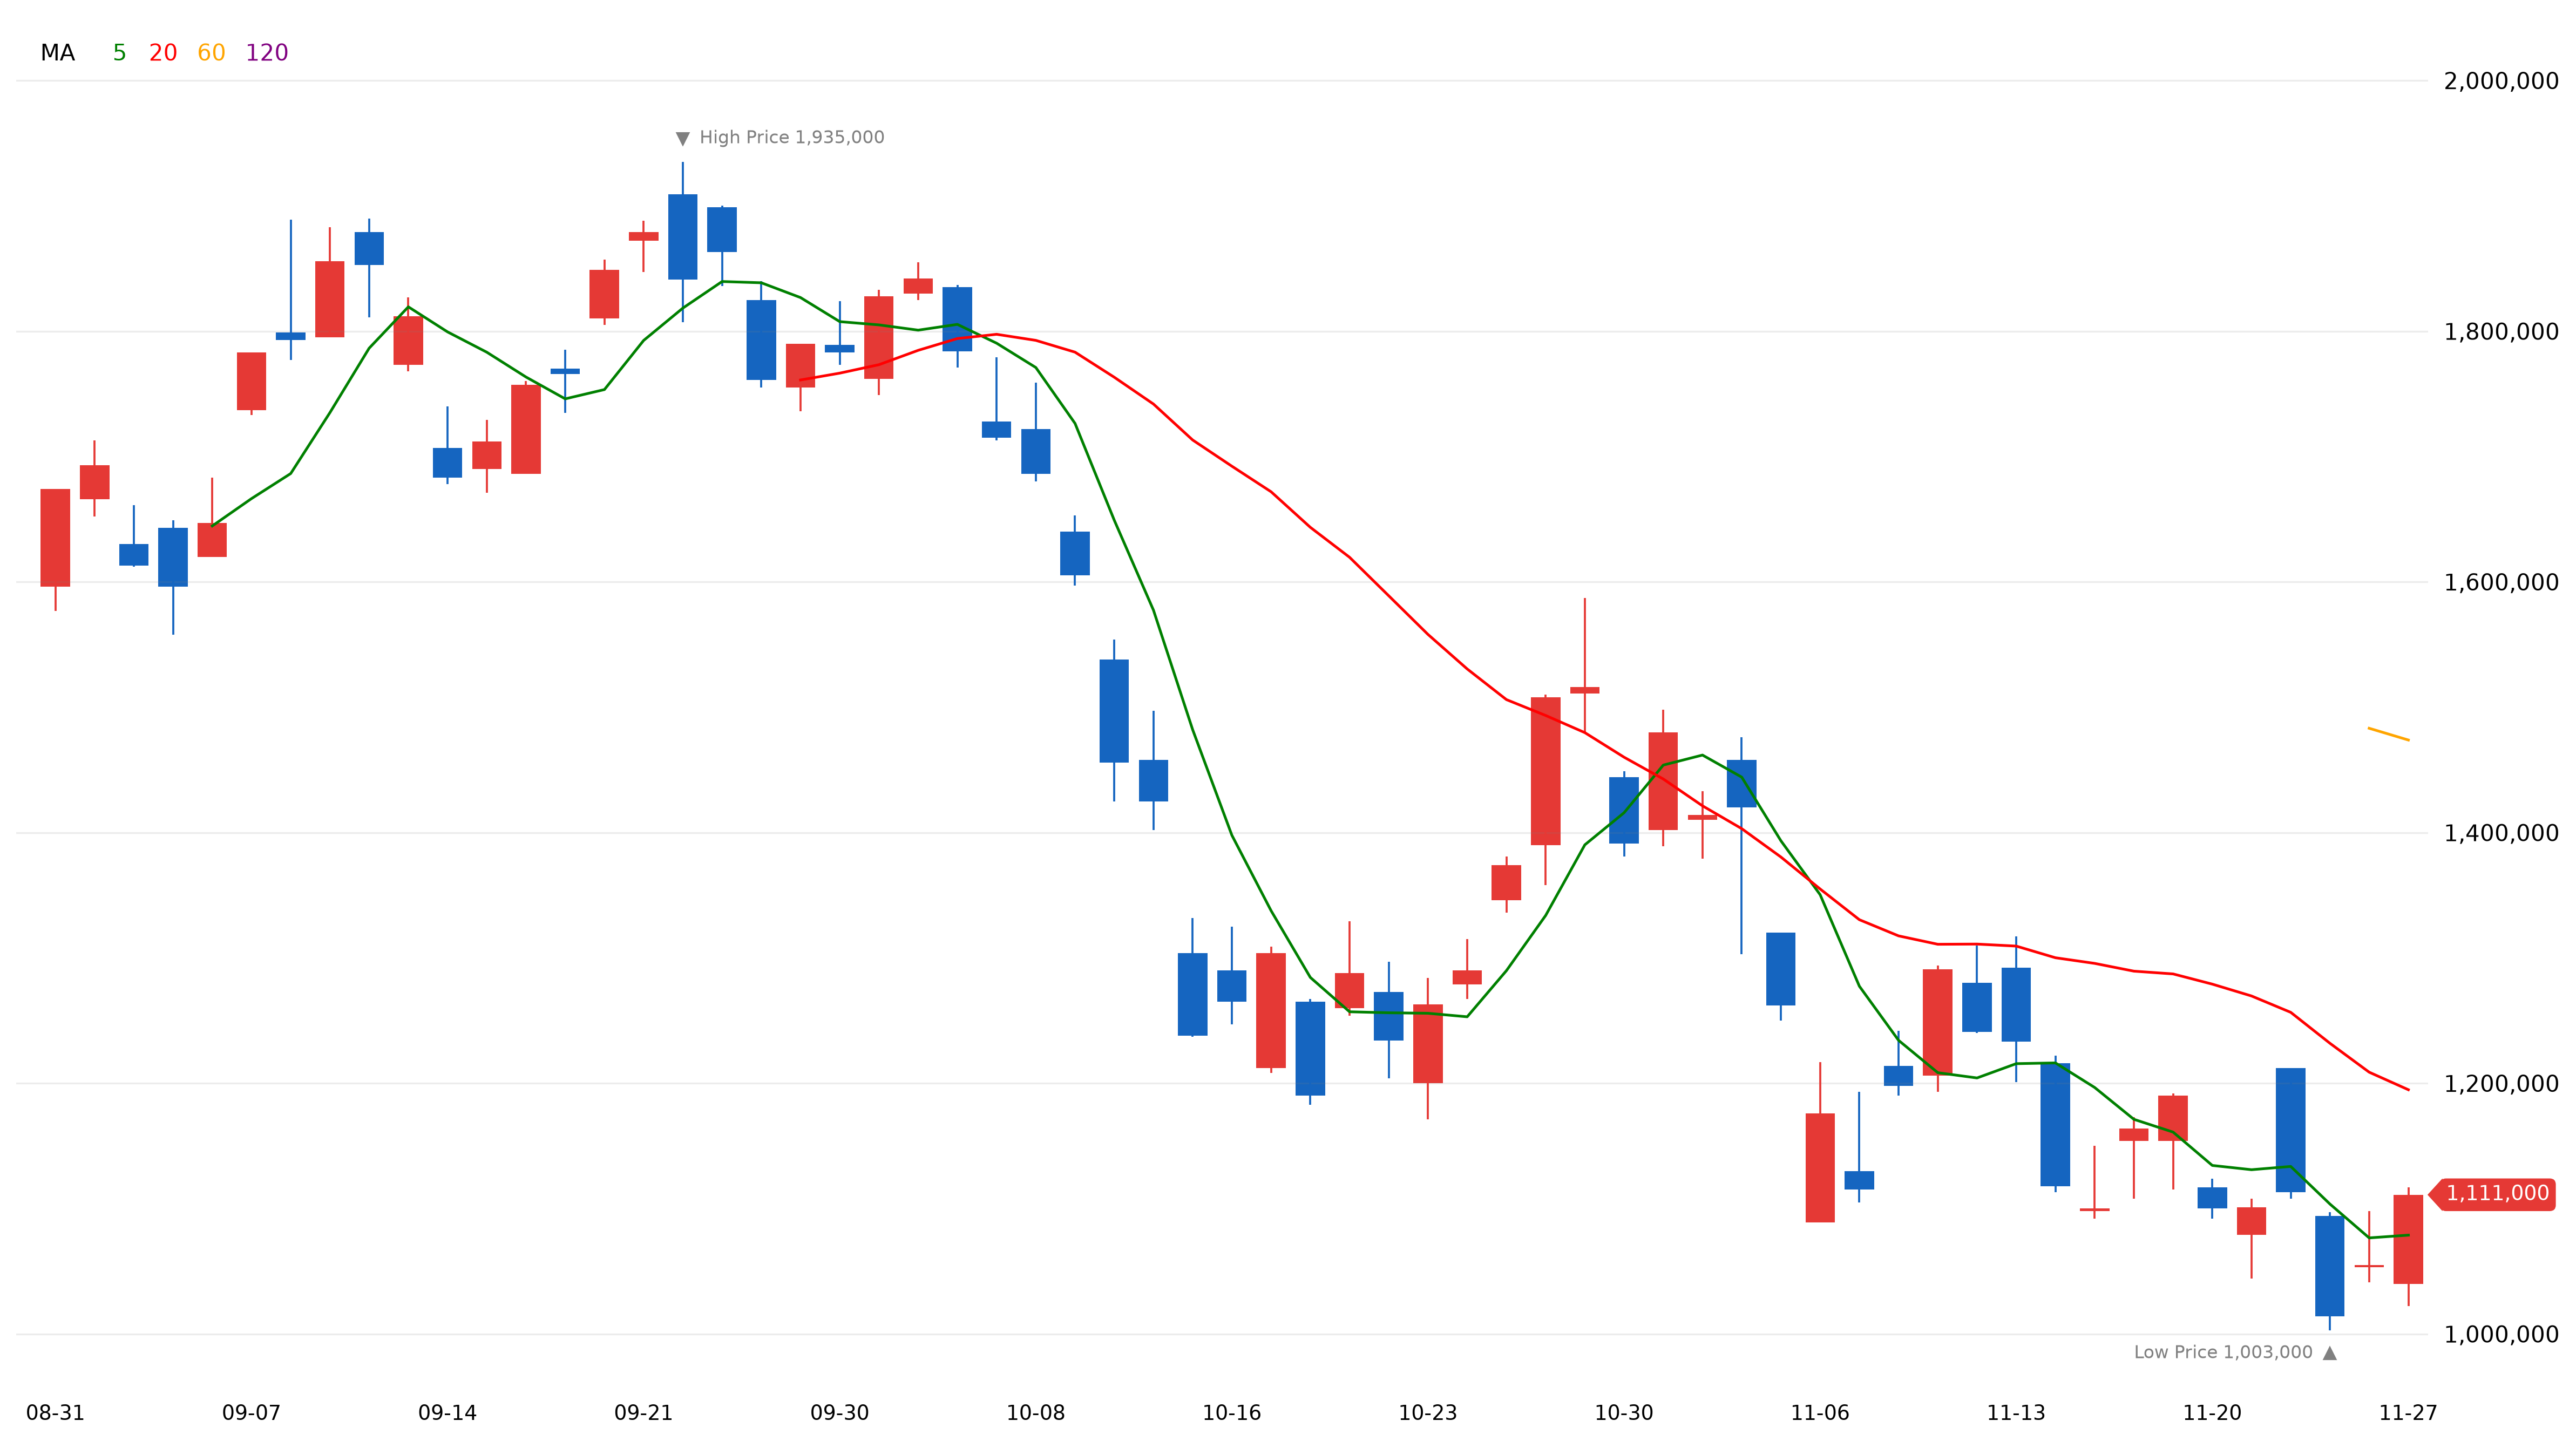 MA 5 20 60 120
2,000,000
▼ High Price 1,935,000
1,800,000
1,600,000
1,400,000
1,200,000
1,111,000
1,000,000
Low Price 1,003,000 ▲
08-31 09-07 09-14 09-21 09-30 10-08 10-16 10-23 10-30 11-06 11-13 11-20 11-27